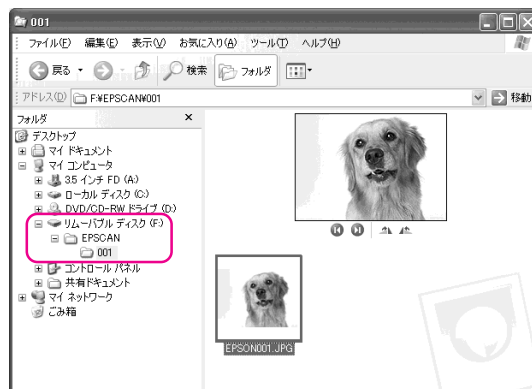 001
ファイル(F) 編集(E) 表示(V) お気に入り(A) ツール(T) ヘルプ(H)
戻る 検索 フォルダ
アドレス(D) F:¥EPSCAN¥001 移動
フォルダ ×
デスクトップ
マイ ドキュメント
マイ コンピュータ
3.5 インチ FD (A:)
ローカル ディスク (C:)
DVD/CD-RW ドライブ (D:)
リムーバブル ディスク (F:)
EPSCAN
001
コントロール パネル
共有ドキュメント
マイ ネットワーク
ごみ箱
EPSON001.JPG